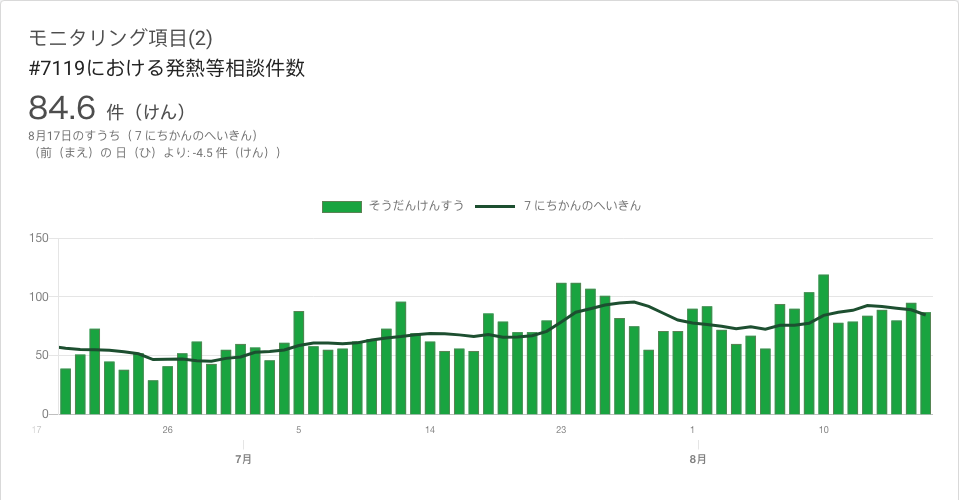 モニタリング項目(2)
#7119における発熱等相談件数
84.6 件（けん）
8月17日のすうち（７にちかんのへいきん）
（前（まえ）の 日（ひ）より: -4.5 件（けん））
そうだんけんすう 7 にちかんのへいきん
150
100
50
0
17 26 5 14 23 1 10
7月 8月